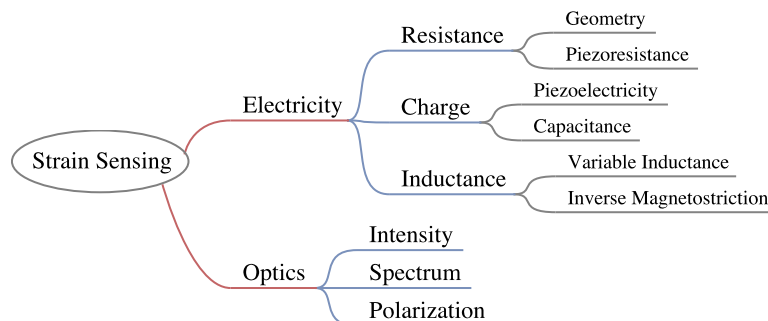 Strain Sensing
Electricity
Resistance
Geometry
Piezoresistance
Charge
Piezoelectricity
Capacitance
Inductance
Variable Inductance
Inverse Magnetostriction
Optics
Intensity
Spectrum
Polarization